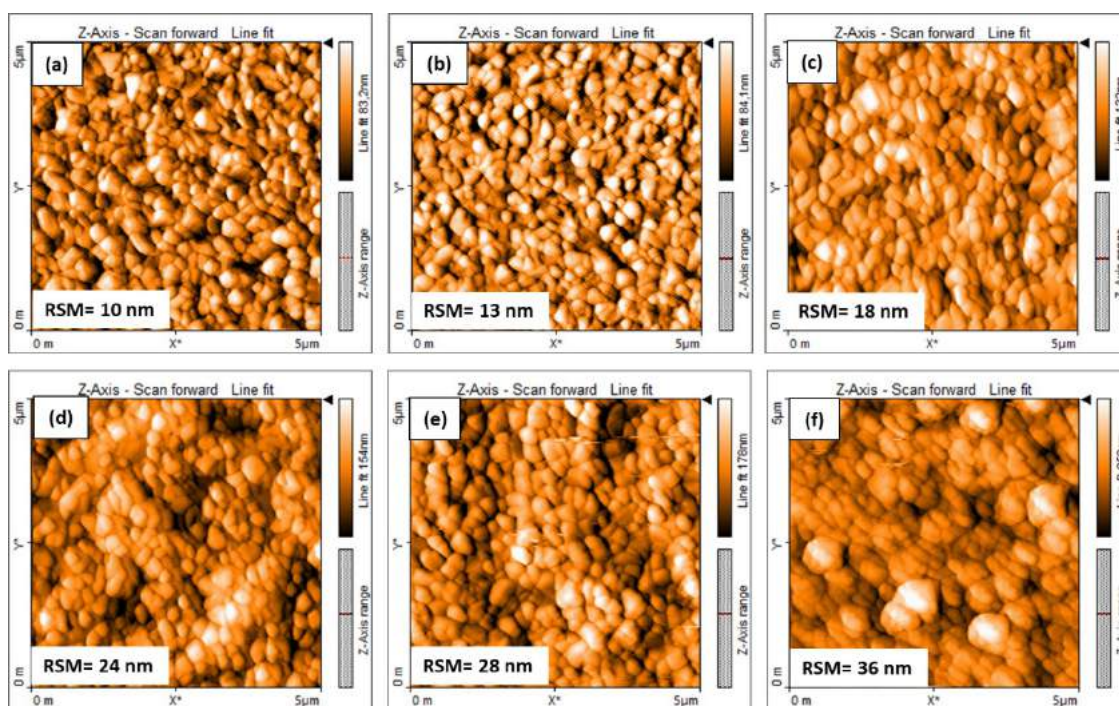 Z-Axis - Scan forward Line fit
(a)
5µm
Y*
0 m
RSM= 10 nm
0 m
X*
5µm
Line fit 83,2nm
Z-Axis range
Z-Axis - Scan forward Line fit
(b)
5µm
Y*
0 m
RSM= 13 nm
0 m
X*
5µm
Line fit 84,1nm
Z-Axis range
Z-Axis - Scan forward Line fit
(c)
5µm
Y*
0 m
RSM= 18 nm
0 m
X*
5µm
Z-Axis range
Z-Axis - Scan forward Line fit
(d)
5µm
Y*
0 m
RSM= 24 nm
0 m
X*
5µm
Line fit 154nm
Z-Axis range
Z-Axis - Scan forward Line fit
(e)
5µm
Y*
0 m
RSM= 28 nm
0 m
X*
5µm
Line fit 178nm
Z-Axis range
Z-Axis - Scan forward Line fit
(f)
5µm
Y*
0 m
RSM= 36 nm
0 m
X*
5µm
Z-Axis range